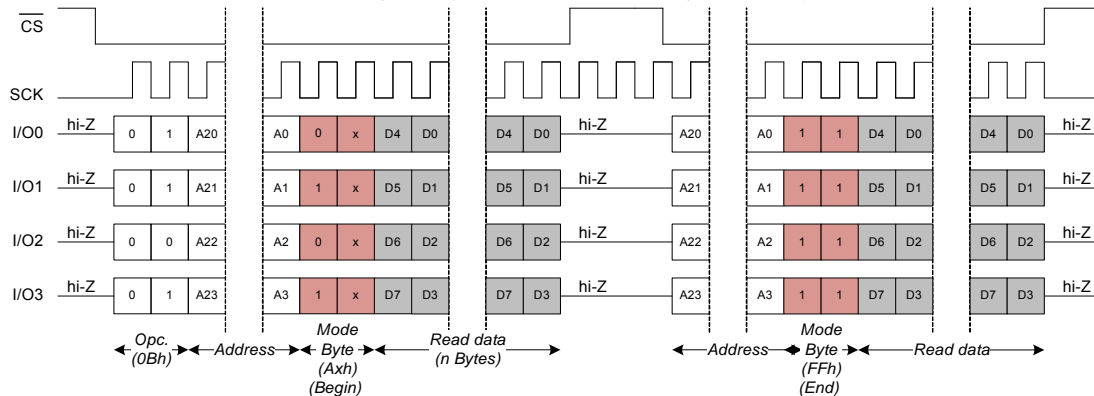 CS
SCK
I/O0 hi-Z 0 1 A20 A0 0 x D4 D0 D4 D0 hi-Z A20 A0 1 1 D4 D0 D4 D0 hi-Z
I/O1 hi-Z 0 1 A21 A1 1 x D5 D1 D5 D1 hi-Z A21 A1 1 1 D5 D1 D5 D1 hi-Z
I/O2 hi-Z 0 0 A22 A2 0 x D6 D2 D6 D2 hi-Z A22 A2 1 1 D6 D2 D6 D2 hi-Z
I/O3 hi-Z 0 1 A23 A3 1 x D7 D3 D7 D3 hi-Z A23 A3 1 1 D7 D3 D7 D3 hi-Z
Opc.
(0Bh)
Address
Mode
Byte
(Axh)
(Begin)
Read data
(n Bytes)
Address
Mode
Byte
(FFh)
(End)
Read data